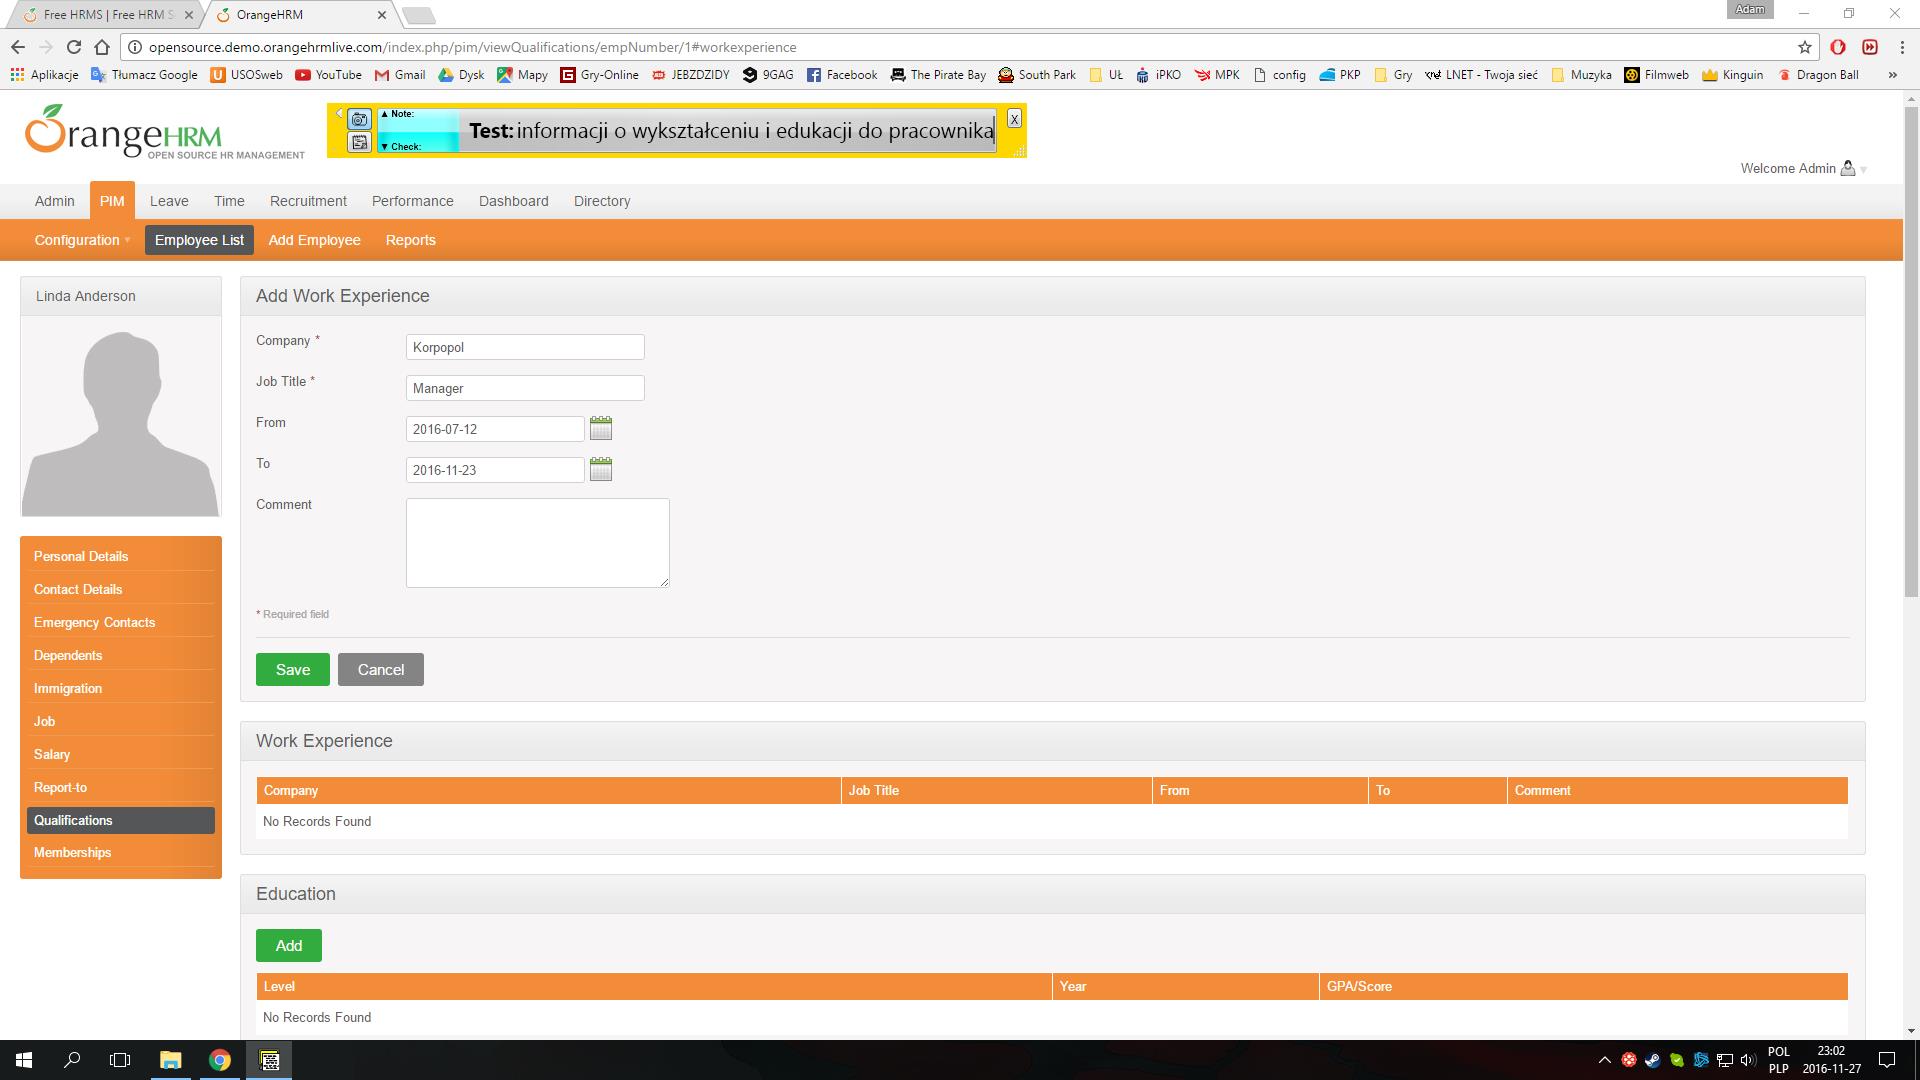 Free HRMS | Free HRM S
OrangeHRM
Adam
opensource.demo.orangehrmlive.com/index.php/pim/viewQualifications/empNumber/1#workexperience
Aplikacje Tłumacz Google USOSweb YouTube Gmail Dysk Mapy Gry-Online JEBZDZIDY 9GAG Facebook The Pirate Bay South Park UŁ iPKO MPK config PKP Gry LNET - Twoja sieć Muzyka Filmweb Kinguin Dragon Ball »
OrangeHRM
OPEN SOURCE HR MANAGEMENT
▲ Note:
Test: informacji o wykształceniu i edukacji do pracownika
X
▼ Check:
Welcome Admin
Admin PIM Leave Time Recruitment Performance Dashboard Directory
Configuration Employee List Add Employee Reports
Linda Anderson
Personal Details
Contact Details
Emergency Contacts
Dependents
Immigration
Job
Salary
Report-to
Qualifications
Memberships
Add Work Experience
Company * Korpopol
Job Title * Manager
From 2016-07-12
To 2016-11-23
Comment
* Required field
Save Cancel
Work Experience
Company Job Title From To Comment
No Records Found
Education
Add
Level Year GPA/Score
No Records Found
POL 23:02
PLP 2016-11-27